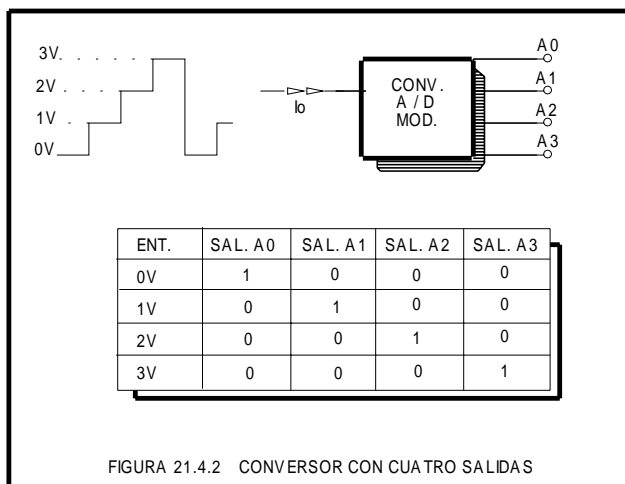 3V
2V
1V
0V
Io
CONV.
A / D
MOD.
A0
A1
A2
A3
ENT. SAL. A0 SAL. A1 SAL. A2 SAL. A3
0V 1 0 0 0
1V 0 1 0 0
2V 0 0 1 0
3V 0 0 0 1
FIGURA 21.4.2 CONVERSOR CON CUATRO SALIDAS